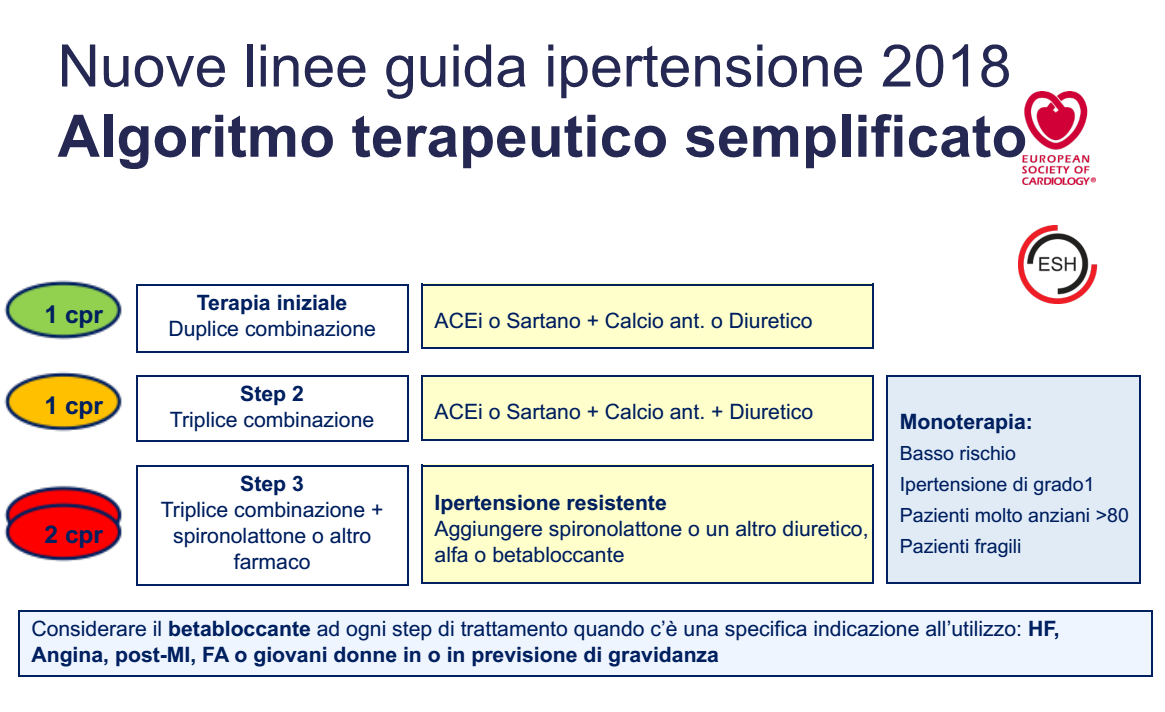 Nuove linee guida ipertensione 2018
Algoritmo terapeutico semplificato
EUROPEAN
SOCIETY OF
CARDIOLOGY®
ESH
1 cpr
Terapia iniziale
Duplice combinazione
ACEi o Sartano + Calcio ant. o Diuretico
1 cpr
Step 2
Triplice combinazione
ACEi o Sartano + Calcio ant. + Diuretico
2 cpr
Step 3
Triplice combinazione +
spironolattone o altro
farmaco
Ipertensione resistente
Aggiungere spironolattone o un altro diuretico,
alfa o betabloccante
Monoterapia:
Basso rischio
Ipertensione di grado1
Pazienti molto anziani >80
Pazienti fragili
Considerare il betabloccante ad ogni step di trattamento quando c’è una specifica indicazione all’utilizzo: HF,
Angina, post-MI, FA o giovani donne in o in previsione di gravidanza